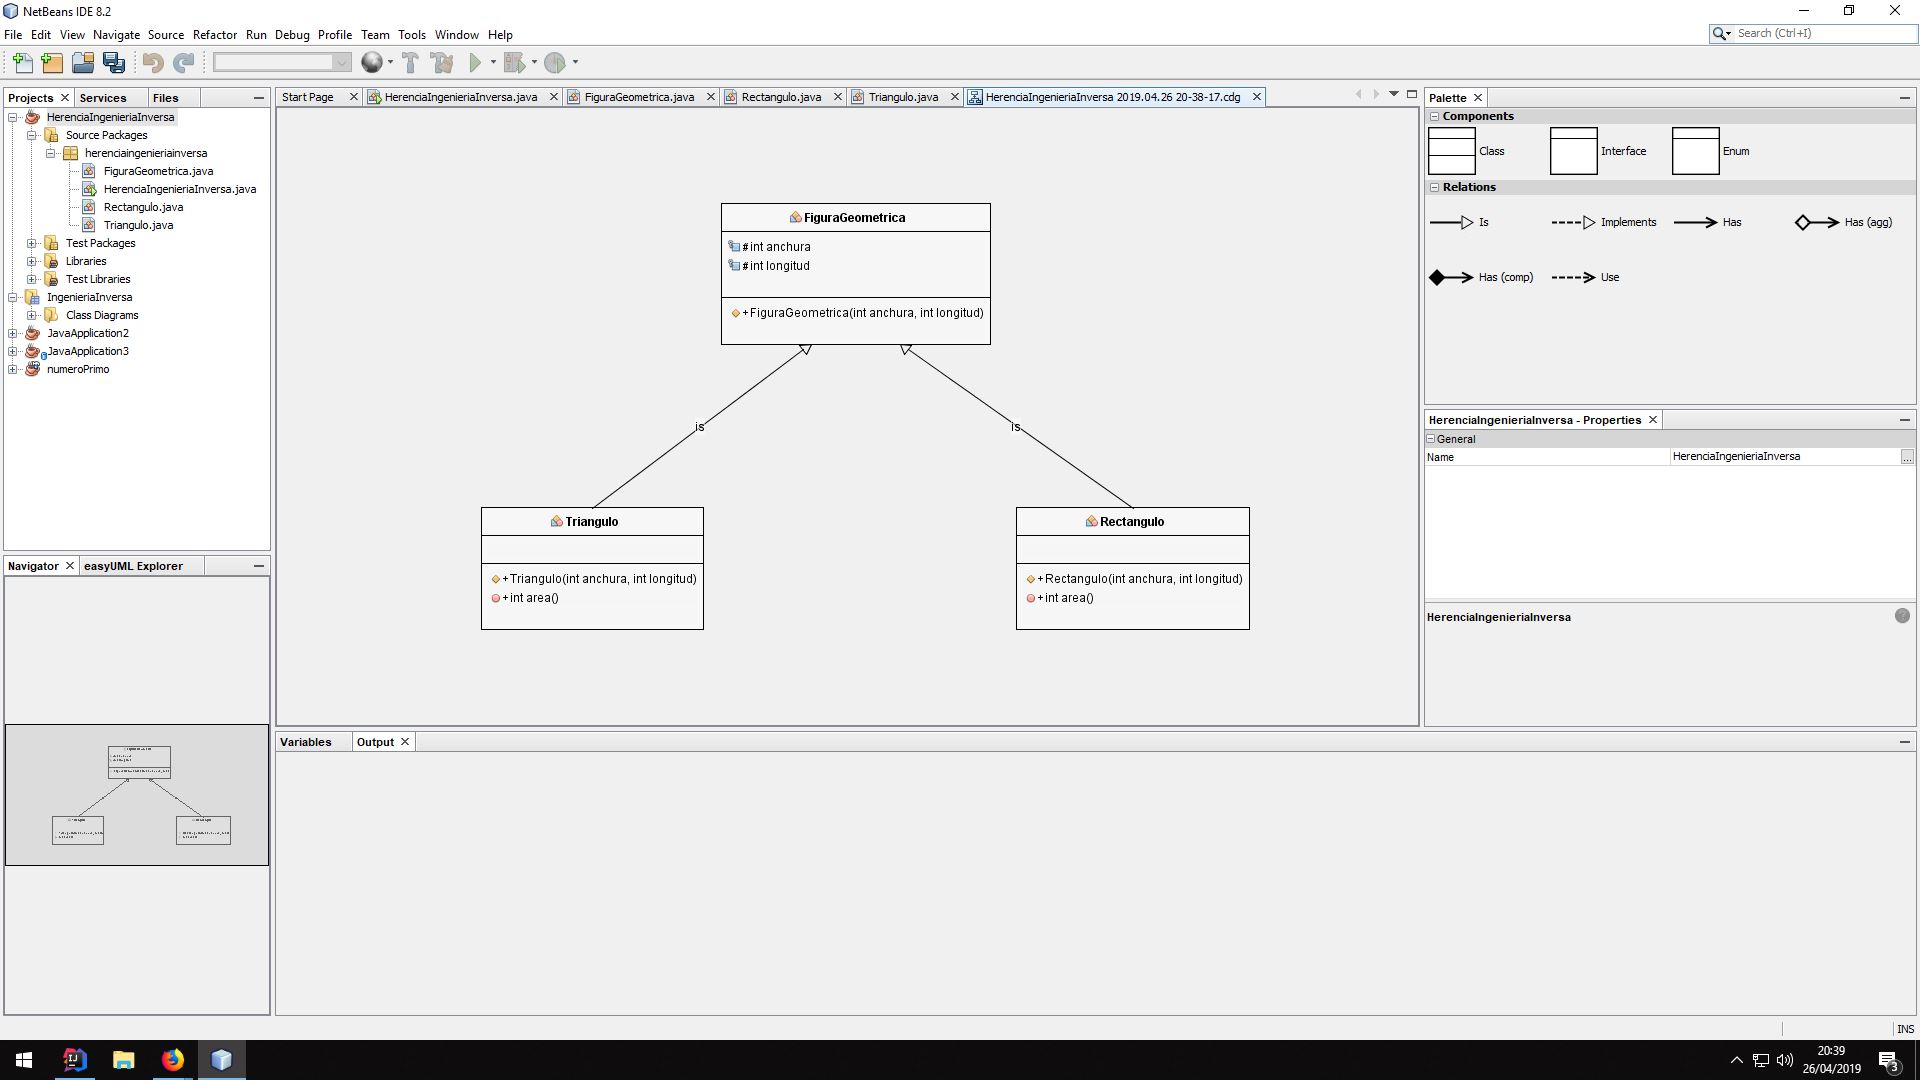 NetBeans IDE 8.2
File Edit View Navigate Source Refactor Run Debug Profile Team Tools Window Help
Search (Ctrl+I)
Projects Services Files
HerenciaIngenieriaInversa
Source Packages
herenciaingenieriainversa
FiguraGeometrica.java
HerenciaIngenieriaInversa.java
Rectangulo.java
Triangulo.java
Test Packages
Libraries
Test Libraries
IngenieriaInversa
Class Diagrams
JavaApplication2
JavaApplication3
numeroPrimo
Navigator easyUML Explorer
Start Page HerenciaIngenieriaInversa.java FiguraGeometrica.java Rectangulo.java Triangulo.java HerenciaIngenieriaInversa 2019.04.26 20-38-17.cdg
FiguraGeometrica
# int anchura
# int longitud
+ FiguraGeometrica(int anchura, int longitud)
is
is
Triangulo
+ Triangulo(int anchura, int longitud)
+ int area()
Rectangulo
+ Rectangulo(int anchura, int longitud)
+ int area()
Variables Output
Palette
Components
Class Interface Enum
Relations
Is Implements Has Has (agg)
Has (comp) Use
HerenciaIngenieriaInversa - Properties
General
Name HerenciaIngenieriaInversa ...
HerenciaIngenieriaInversa
?
INS
IJ
20:39
26/04/2019
3